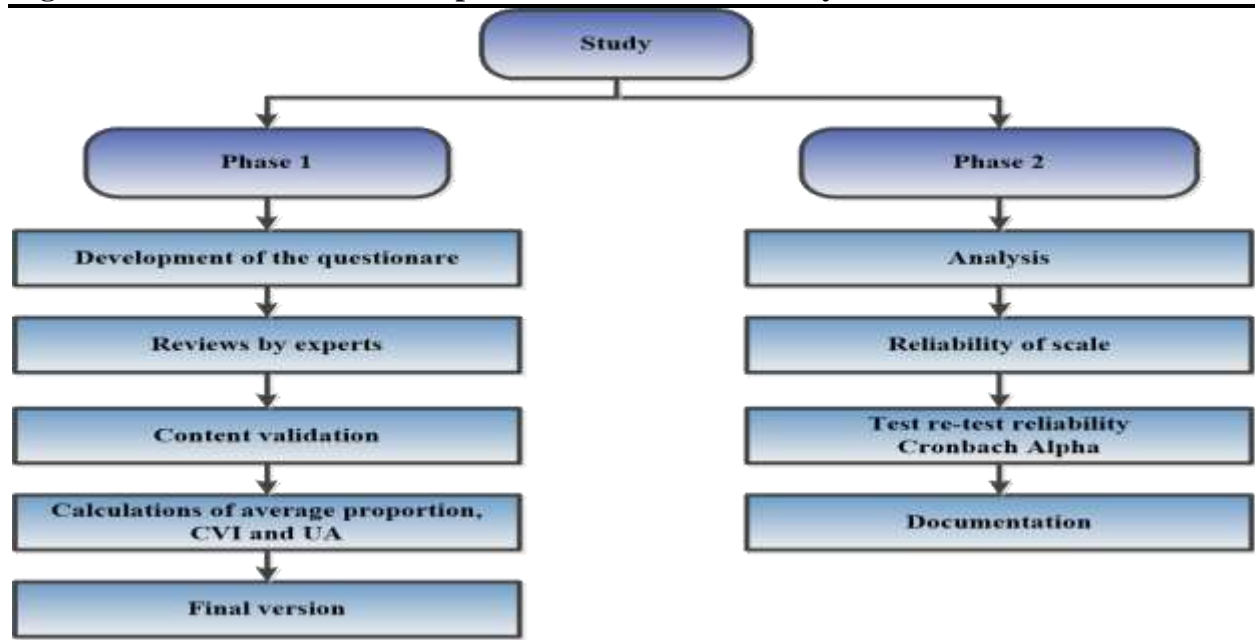 Study
Phase 1
Phase 2
Development of the questionare
Analysis
Reviews by experts
Reliability of scale
Content validation
Test re-test reliability
Cronbach Alpha
Calculations of average proportion,
CVI and UA
Documentation
Final version